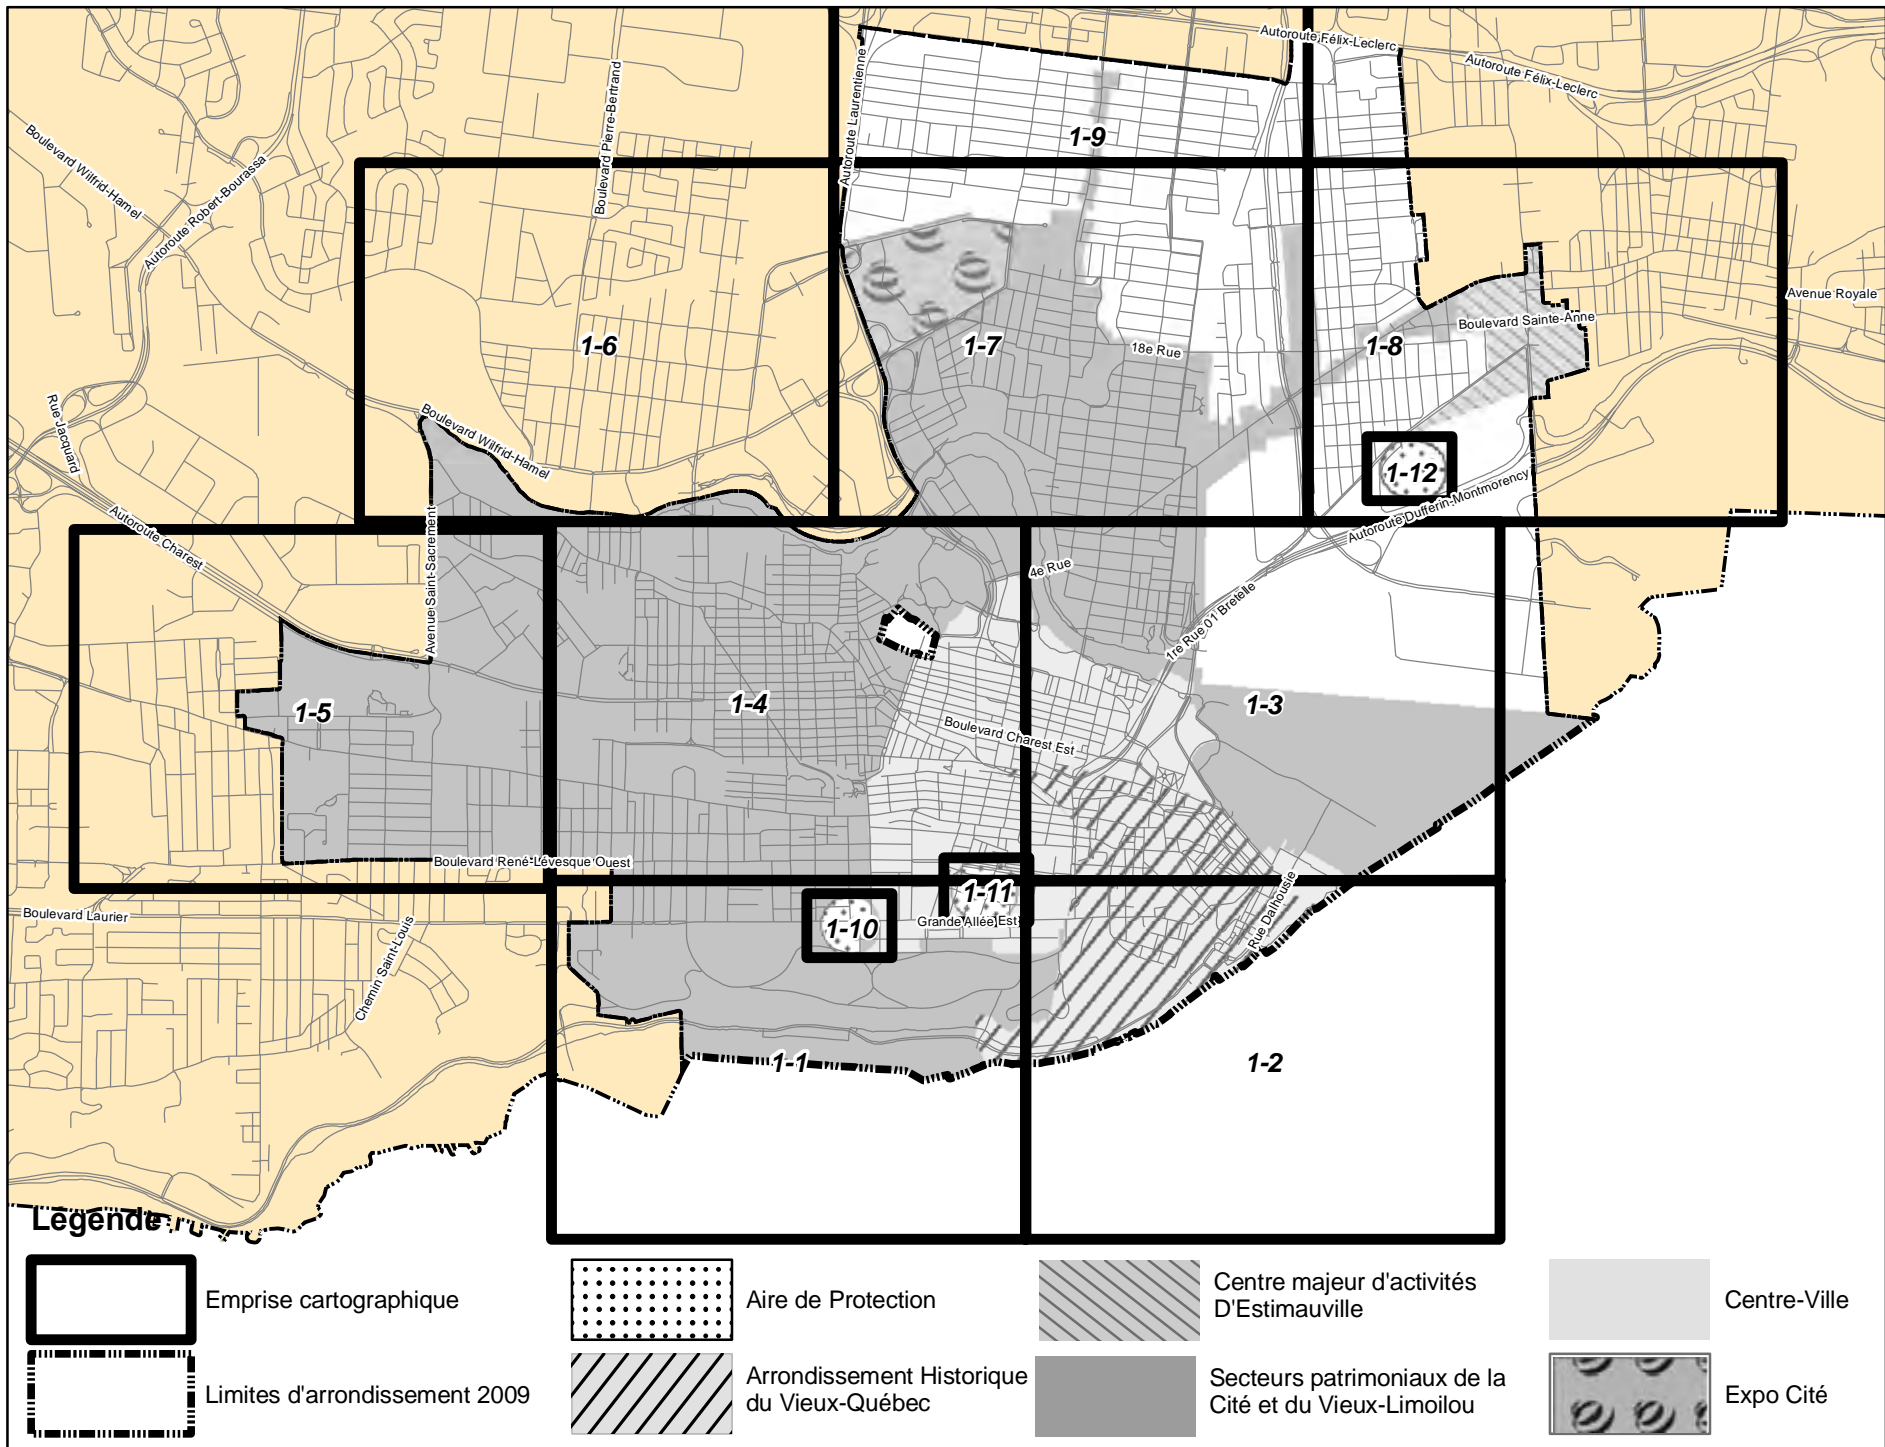 Autoroute Félix-Leclerc
Autoroute Félix-Leclerc
Autoroute Laurentienne
Boulevard Pierre-Bertrand
Boulevard Wilfrid-Hamel
Autoroute Robert-Bourassa
1-9
Avenue Royale
Boulevard Sainte-Anne
1-6
1-7
18e Rue
1-8
Rue Jacquard
Boulevard Wilfrid-Hamel
1-12
Autoroute Dufferin-Montmorency
Autoroute Charest
Avenue Saint-Sacrement
4e Rue
1re Rue 01 Bretelle
1-5
1-4
1-3
Boulevard Charest Est
Boulevard René-Lévesque Ouest
1-11
Boulevard Laurier
Grande Allée Est
1-10
Rue Dalhousie
Chemin Saint-Louis
1-1
1-2
Légende
Emprise cartographique
Aire de Protection
Centre majeur d'activités
D'Estimauville
Centre-Ville
Limites d'arrondissement 2009
Arrondissement Historique
du Vieux-Québec
Secteurs patrimoniaux de la
Cité et du Vieux-Limoilou
Expo Cité